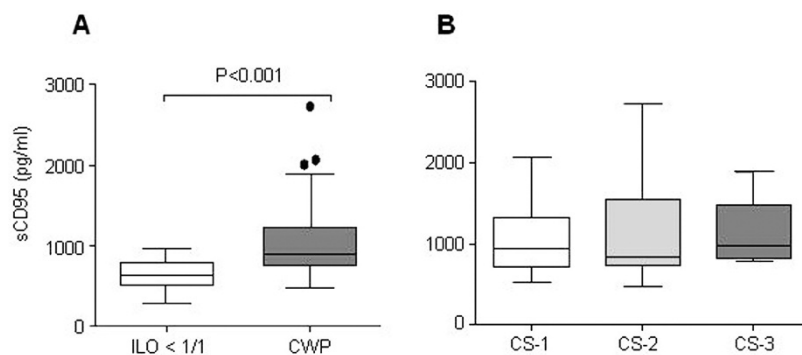 A
P<0.001
sCD95 (pg/ml)
3000
2000
1000
0
ILO < 1/1
CWP
B
3000
2000
1000
0
CS-1
CS-2
CS-3